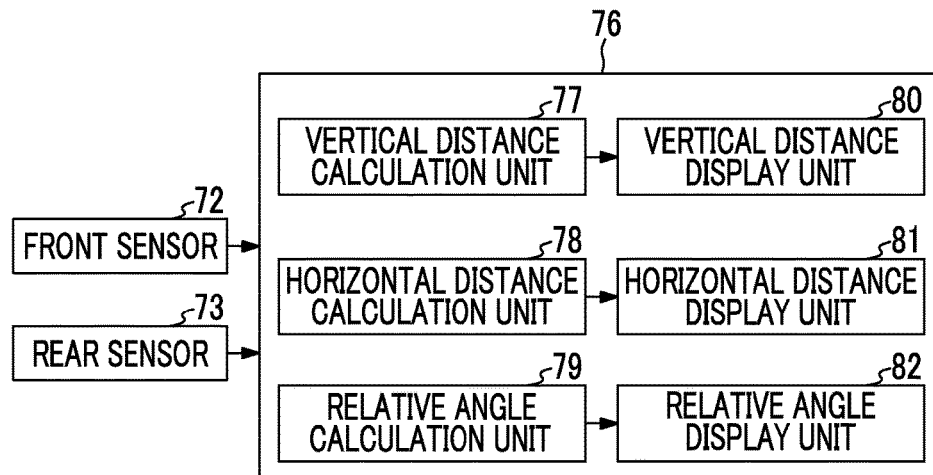 76
77
VERTICAL DISTANCE
CALCULATION UNIT
80
VERTICAL DISTANCE
DISPLAY UNIT
72
FRONT SENSOR
78
HORIZONTAL DISTANCE
CALCULATION UNIT
81
HORIZONTAL DISTANCE
DISPLAY UNIT
73
REAR SENSOR
79
RELATIVE ANGLE
CALCULATION UNIT
82
RELATIVE ANGLE
DISPLAY UNIT